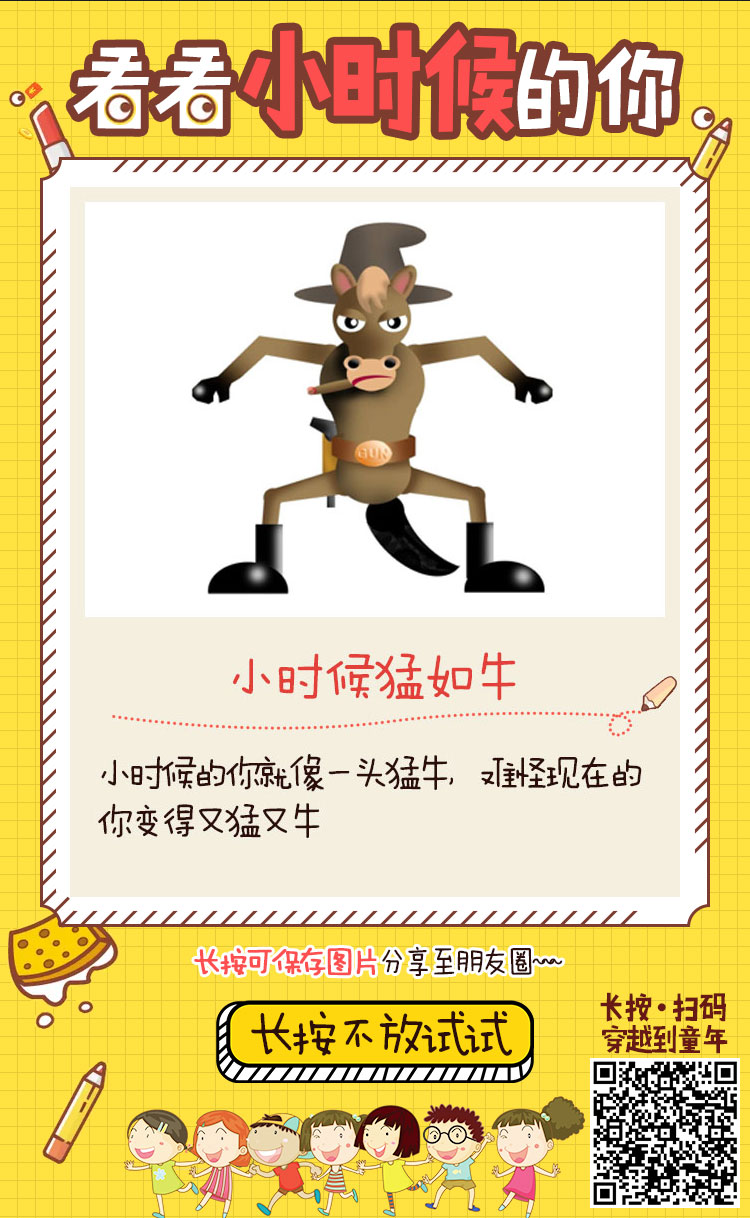 看看小时候的你
GUN
小时候猛如牛
小时候的你就像一头猛牛，难怪现在的
你变得又猛又牛
长按可保存图片分享至朋友圈~~
长按不放试试
长按·扫码
穿越到童年